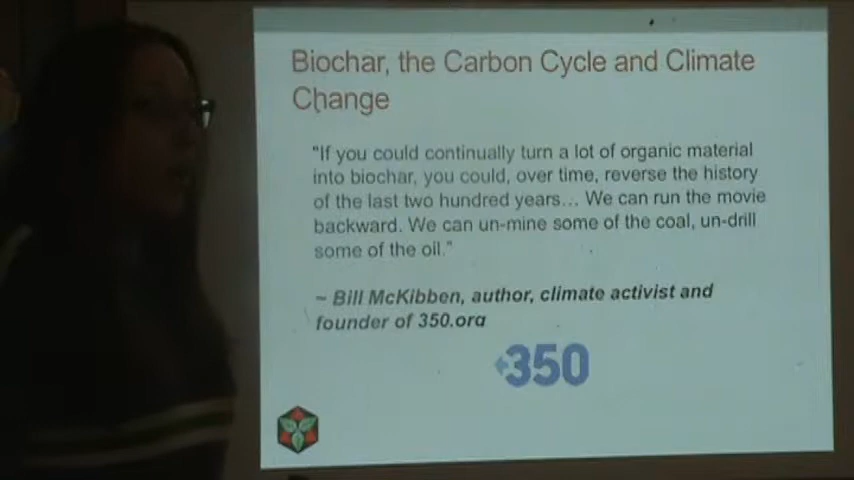 Biochar, the Carbon Cycle and Climate
Change
"If you could continually turn a lot of organic material
into biochar, you could, over time, reverse the history
of the last two hundred years... We can run the movie
backward. We can un-mine some of the coal, un-drill
some of the oil."
~ Bill McKibben, author, climate activist and
founder of 350.org
350